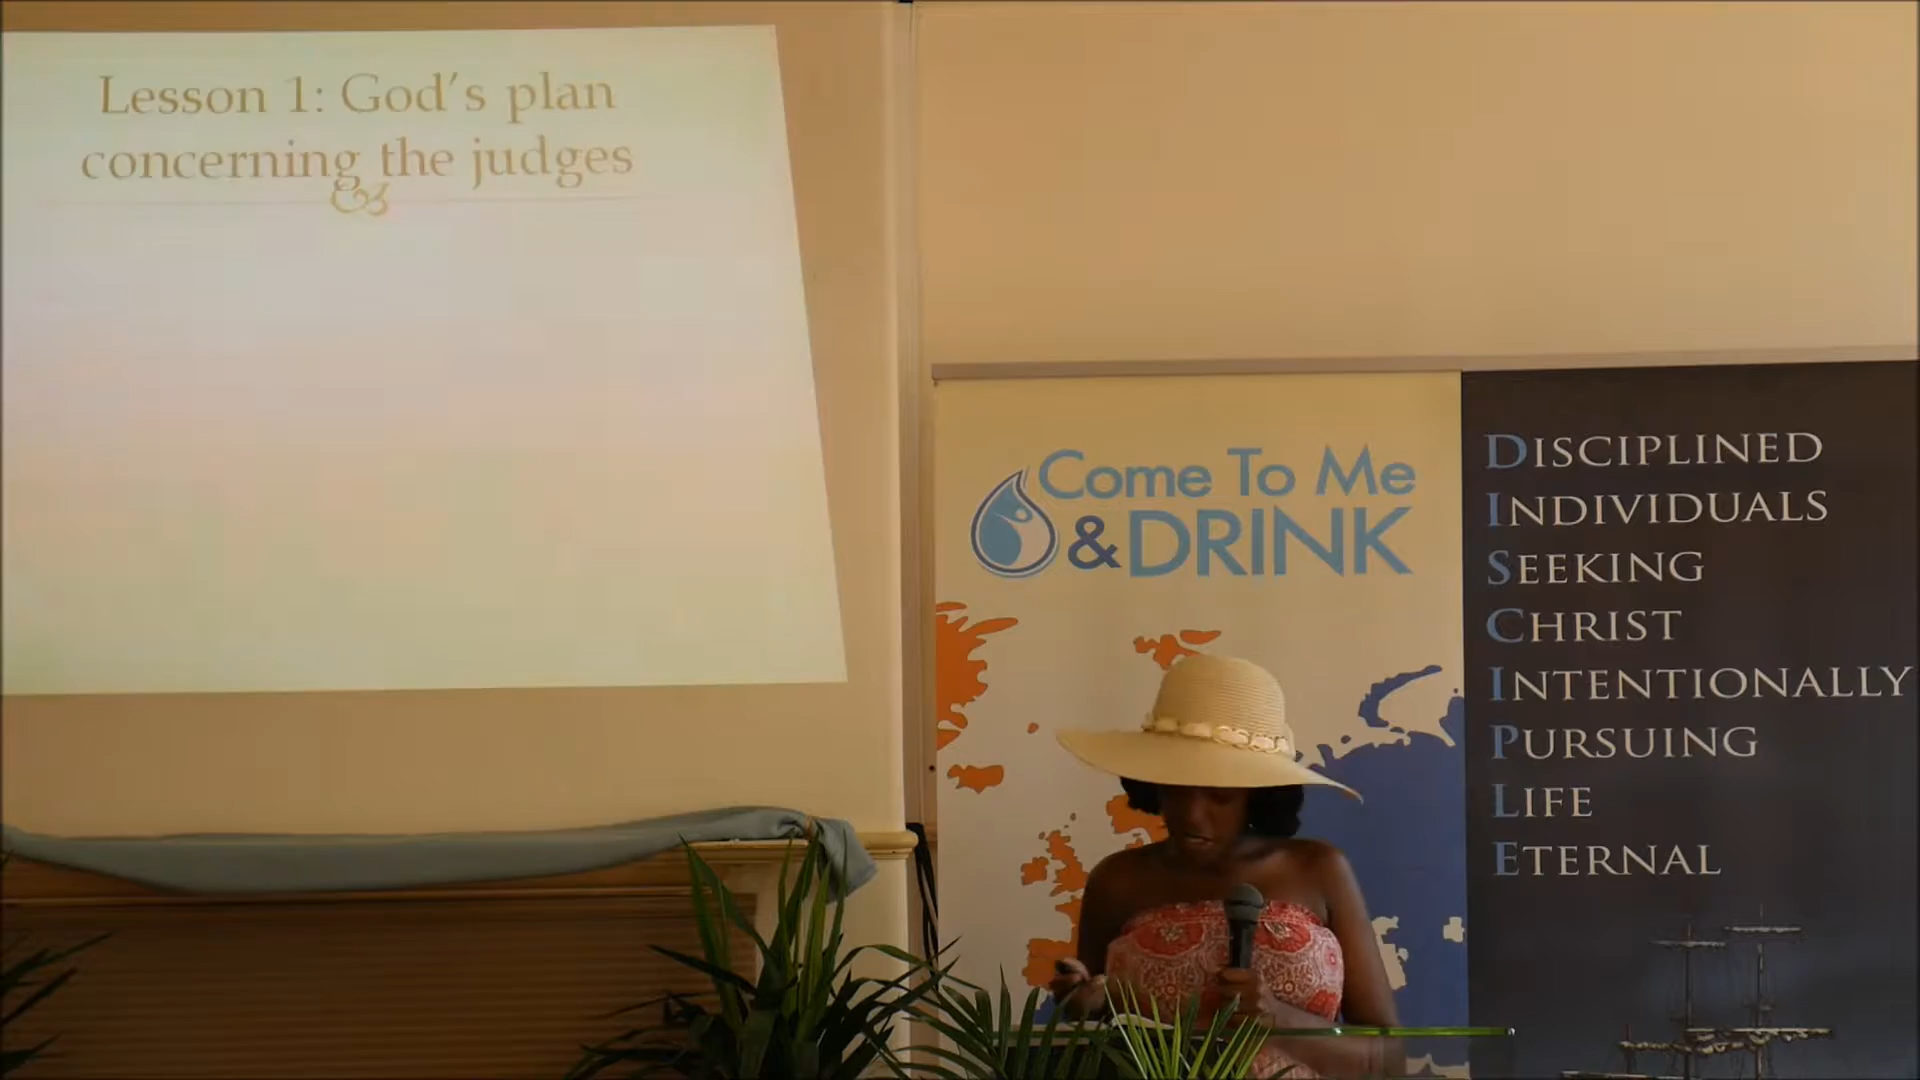 Lesson 1: God's plan
concerning the judges
Come To Me
& DRINK
DISCIPLINED
INDIVIDUALS
SEEKING
CHRIST
INTENTIONALLY
PURSUING
LIFE
ETERNAL